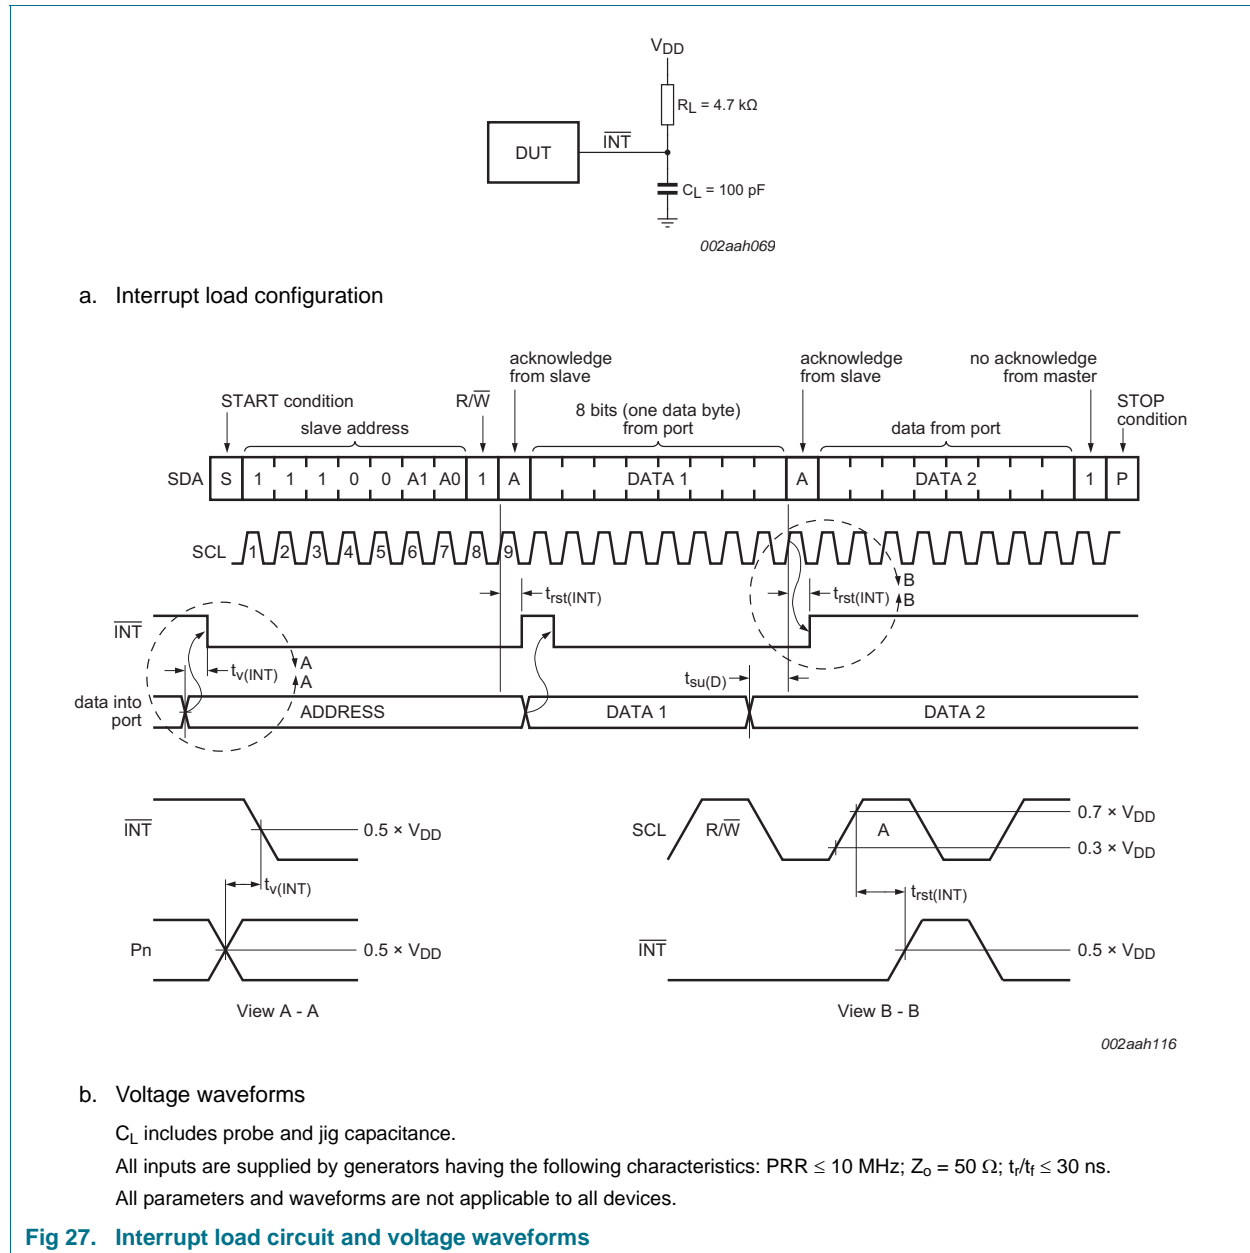 VDD
RL = 4.7 kΩ
DUT
INT
CL = 100 pF
002aah069
a. Interrupt load configuration
acknowledge
from slave
acknowledge
from slave
no acknowledge
from master
START condition
R/W
8 bits (one data byte)
from port
STOP
condition
slave address
data from port
SDA S 1 1 1 0 0 A1 A0 1 A DATA 1 A DATA 2 1 P
SCL 1 2 3 4 5 6 7 8 9
B
B
trst(INT)
trst(INT)
INT
tv(INT)
A
A
tsu(D)
data into
port
ADDRESS
DATA 1
DATA 2
INT
0.5 × VDD
tv(INT)
Pn
0.5 × VDD
View A - A
SCL
R/W
A
0.7 × VDD
0.3 × VDD
trst(INT)
INT
0.5 × VDD
View B - B
002aah116
b. Voltage waveforms
CL includes probe and jig capacitance.
All inputs are supplied by generators having the following characteristics: PRR ≤ 10 MHz; Zo = 50 Ω; tr/tf ≤ 30 ns.
All parameters and waveforms are not applicable to all devices.
Fig 27. Interrupt load circuit and voltage waveforms